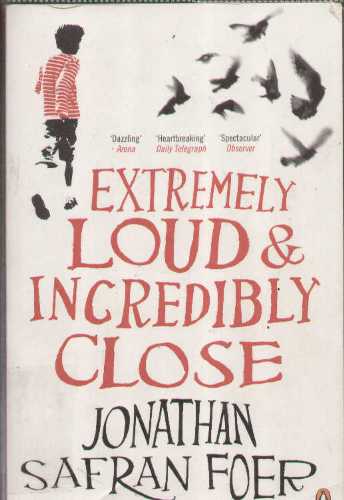 'Dazzling' 'Heartbreaking' 'Spectacular'
Arena Daily Telegraph Observer
EXTREMELY
LOUD &
INCREDIBLY
CLOSE
JONATHAN
SAFRAN FOER